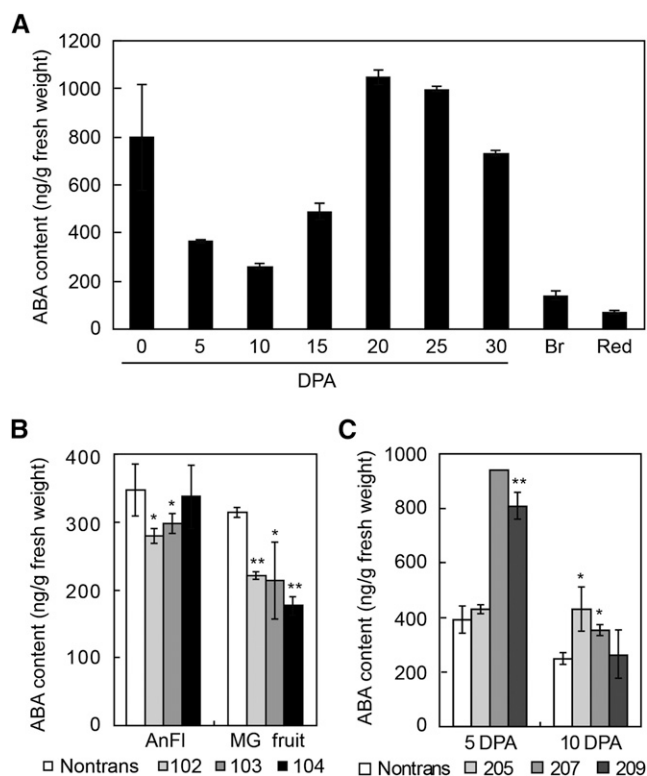 A
ABA content (ng/g fresh weight)
1200
1000
800
600
400
200
0
0 5 10 15 20 25 30 Br Red
DPA
B
ABA content (ng/g fresh weight)
400
300
200
100
0
* * ** * **
AnFl MG fruit
Nontrans 102 103 104
C
ABA content (ng/g fresh weight)
1000
800
600
400
200
0
** * *
5 DPA 10 DPA
Nontrans 205 207 209